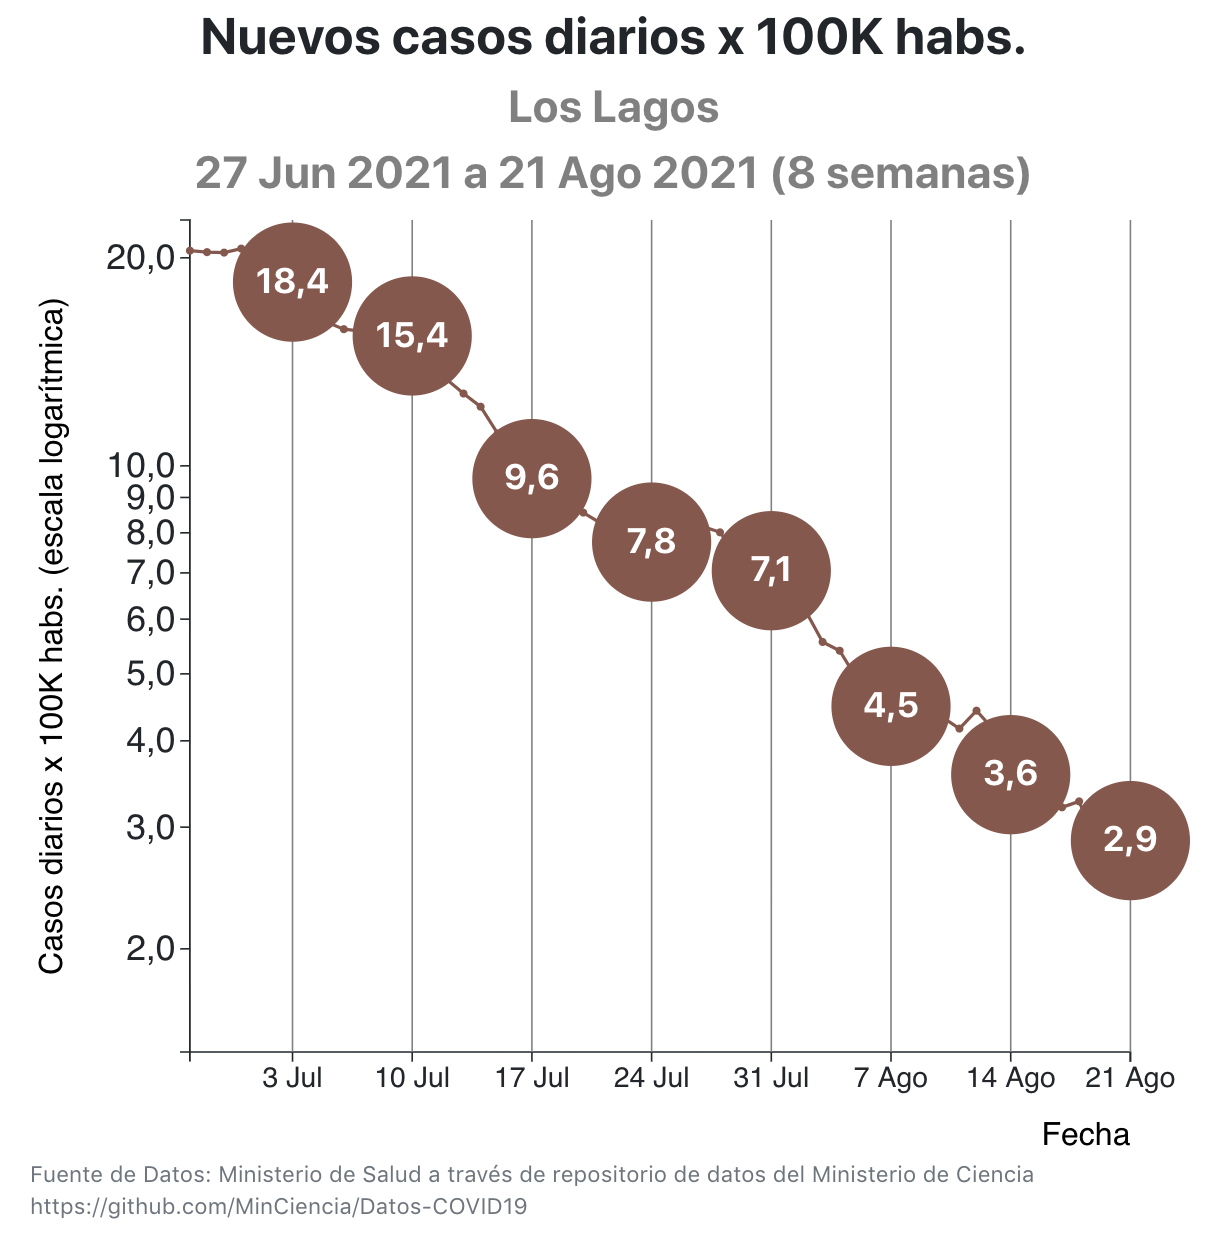 Nuevos casos diarios x 100K habs.
Los Lagos
27 Jun 2021 a 21 Ago 2021 (8 semanas)
Casos diarios x 100K habs. (escala logarítmica)
20,0
10,0
9,0
8,0
7,0
6,0
5,0
4,0
3,0
2,0
18,4
15,4
9,6
7,8
7,1
4,5
3,6
2,9
3 Jul
10 Jul
17 Jul
24 Jul
31 Jul
7 Ago
14 Ago
21 Ago
Fecha
Fuente de Datos: Ministerio de Salud a través de repositorio de datos del Ministerio de Ciencia
https://github.com/MinCiencia/Datos-COVID19